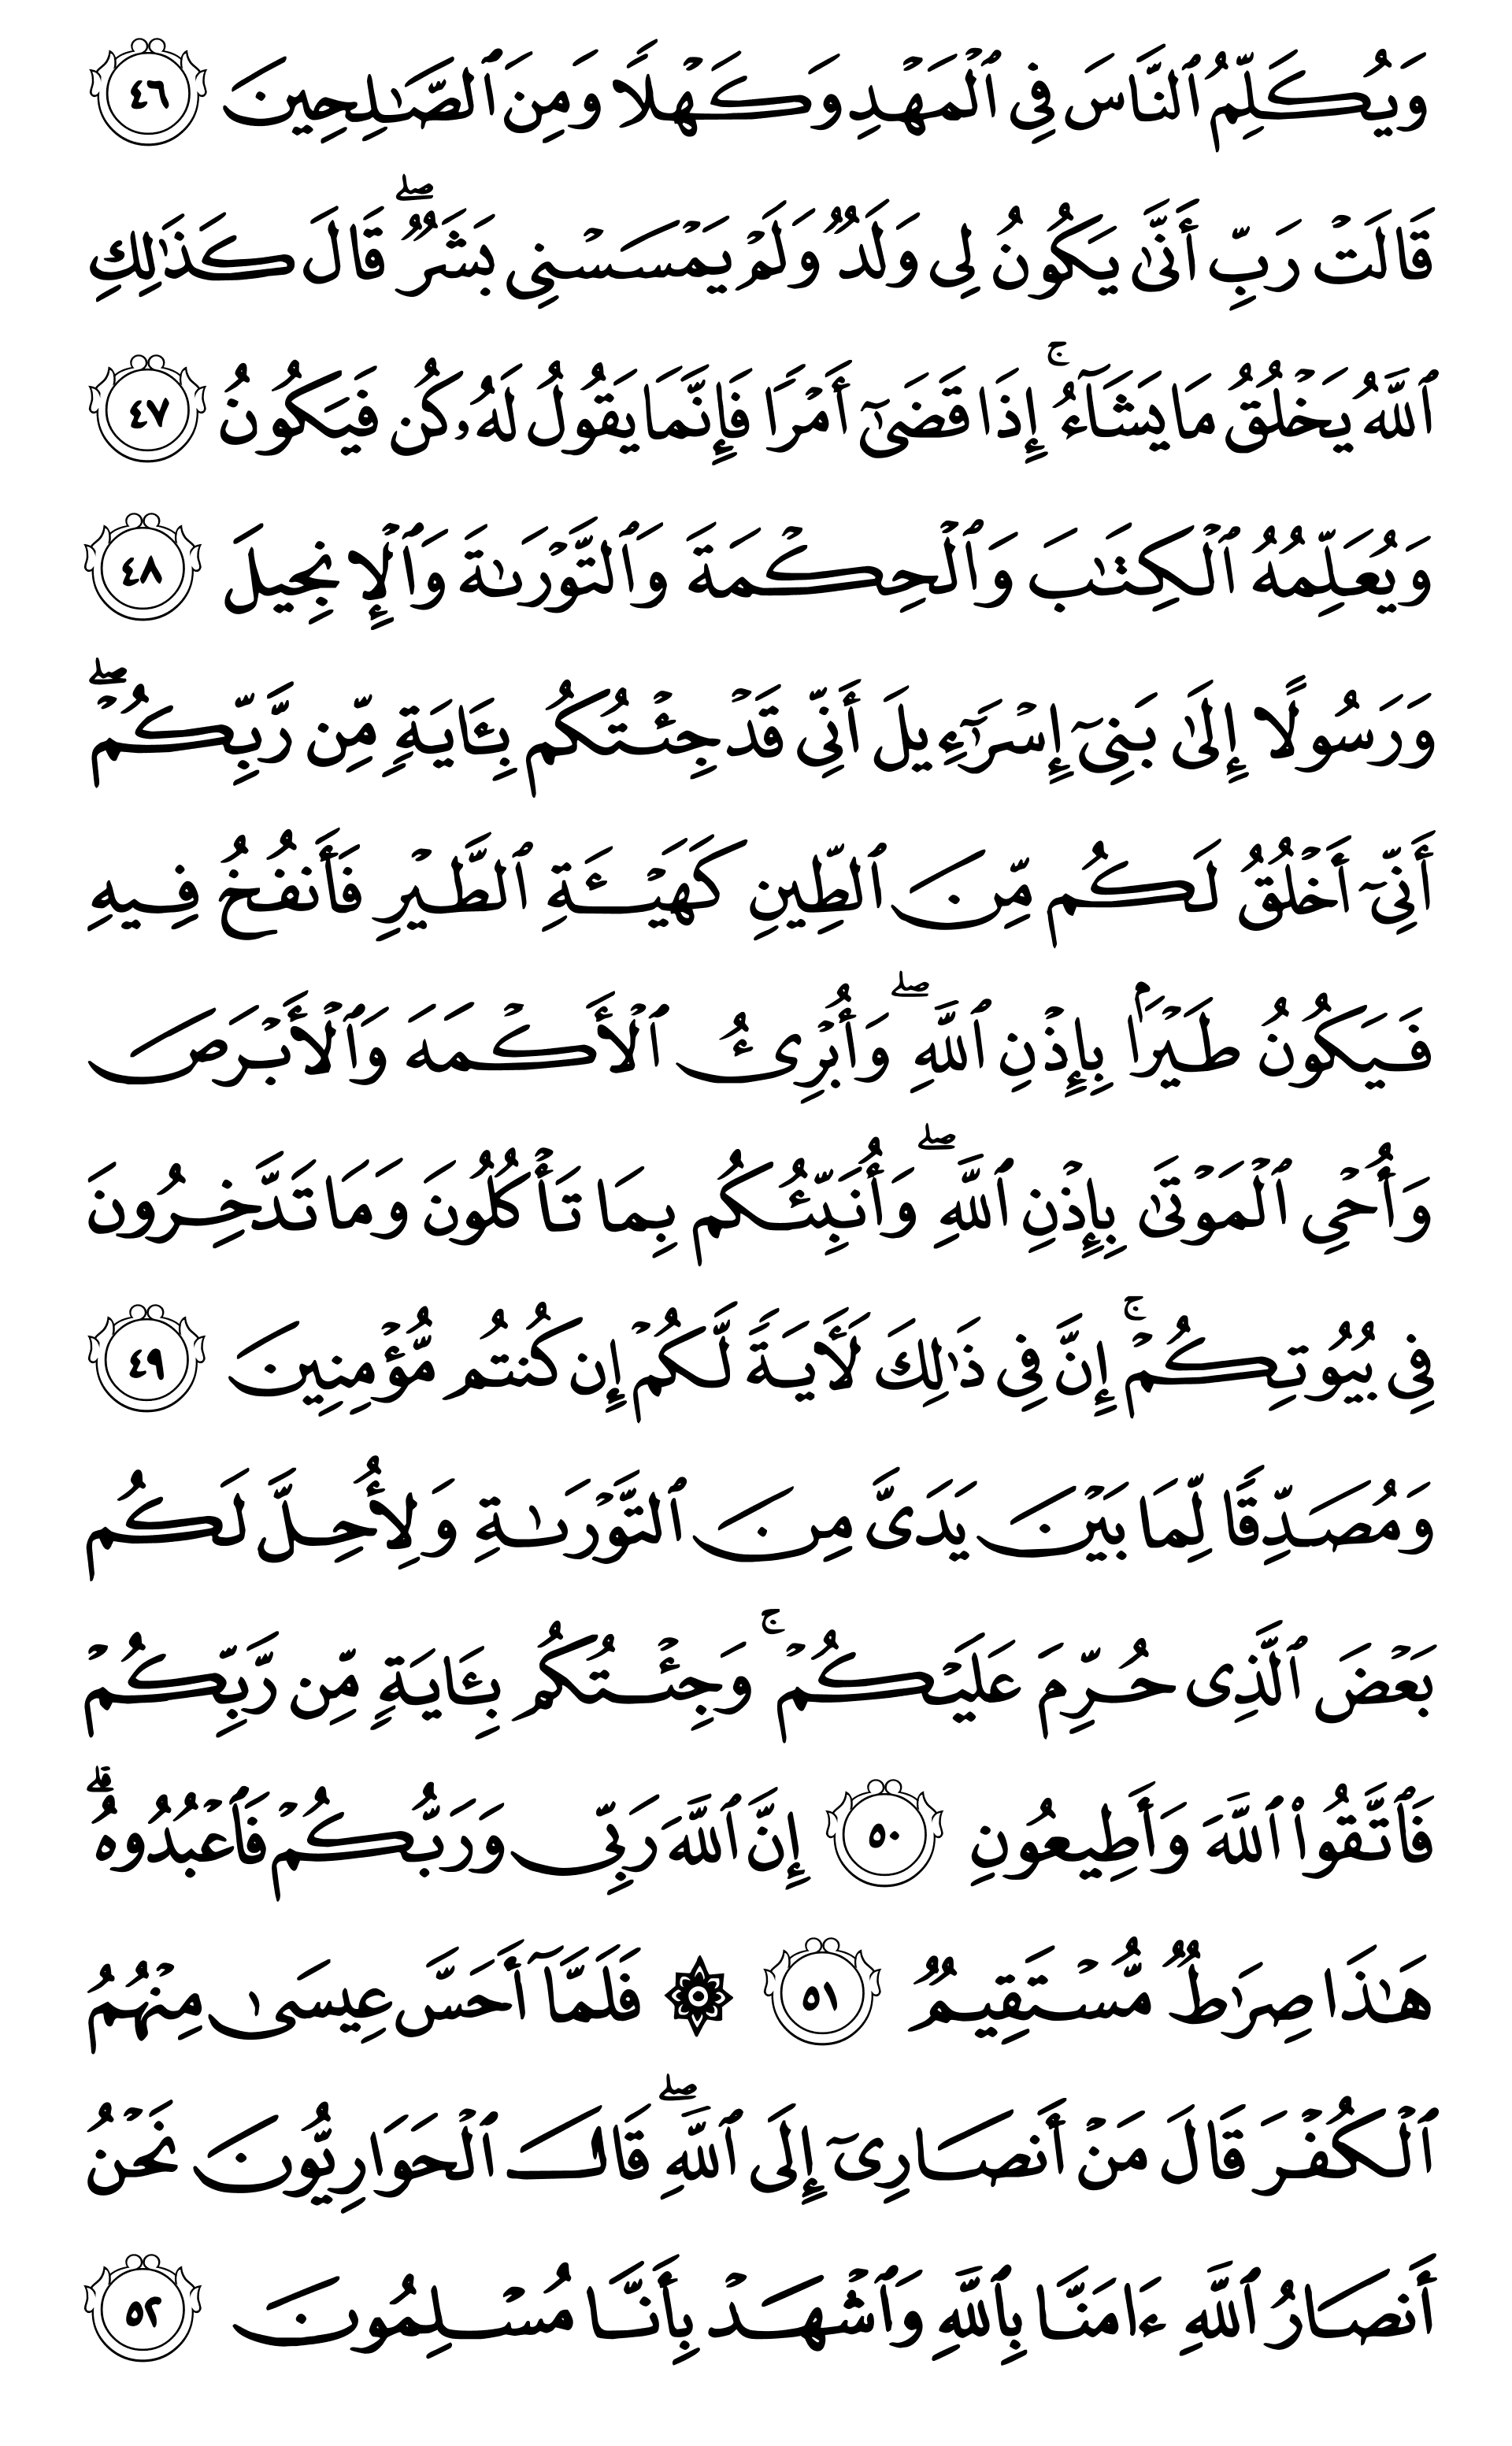 وَيُكَلِّمُ ٱلنَّاسَ فِى ٱلۡمَهۡدِ وَكَهۡلٗا وَمِنَ ٱلصَّٰلِحِينَ ٤٦
قَالَتۡ رَبِّ أَنَّىٰ يَكُونُ لِى وَلَدٞ وَلَمۡ يَمۡسَسۡنِى بَشَرٞۖ قَالَ كَذَٰلِكِ
ٱللَّهُ يَخۡلُقُ مَا يَشَآءُۚ إِذَا قَضَىٰٓ أَمۡرٗا فَإِنَّمَا يَقُولُ لَهُۥ كُن فَيَكُونُ ٤٧
وَيُعَلِّمُهُ ٱلۡكِتَٰبَ وَٱلۡحِكۡمَةَ وَٱلتَّوۡرَىٰةَ وَٱلۡإِنجِيلَ ٤٨
وَرَسُولًا إِلَىٰ بَنِىٓ إِسۡرَٰٓءِيلَ أَنِّى قَدۡ جِئۡتُكُم بِـَٔايَةٖ مِّن رَّبِّكُمۡۖ
أَنِّىٓ أَخۡلُقُ لَكُم مِّنَ ٱلطِّينِ كَهَيۡـَٔةِ ٱلطَّيۡرِ فَأَنفُخُ فِيهِ
فَيَكُونُ طَيۡرَۢا بِإِذۡنِ ٱللَّهِۖ وَأُبۡرِئُ ٱلۡأَكۡمَهَ وَٱلۡأَبۡرَصَ
وَأُحۡىِ ٱلۡمَوۡتَىٰ بِإِذۡنِ ٱللَّهِۖ وَأُنَبِّئُكُم بِمَا تَأۡكُلُونَ وَمَا تَدَّخِرُونَ
فِى بُيُوتِكُمۡۚ إِنَّ فِى ذَٰلِكَ لَأٓيَةٗ لَّكُمۡ إِن كُنتُم مُّؤۡمِنِينَ ٤٩
وَمُصَدِّقٗا لِّمَا بَيۡنَ يَدَىَّ مِنَ ٱلتَّوۡرَىٰةِ وَلِأُحِلَّ لَكُم
بَعۡضَ ٱلَّذِى حُرِّمَ عَلَيۡكُمۡۚ وَجِئۡتُكُم بِـَٔايَةٖ مِّن رَّبِّكُمۡ
فَٱتَّقُوا۟ ٱللَّهَ وَأَطِيعُونِ ٥٠ إِنَّ ٱللَّهَ رَبِّى وَرَبُّكُمۡ فَٱعۡبُدُوهُۗ
هَٰذَا صِرَٰطٞ مُّسۡتَقِيمٞ ٥١ ۞ فَلَمَّآ أَحَسَّ عِيسَىٰ مِنۡهُمُ
ٱلۡكُفۡرَ قَالَ مَنۡ أَنصَارِىٓ إِلَى ٱللَّهِۖ قَالَ ٱلۡحَوَارِيُّونَ نَحۡنُ
أَنصَارُ ٱللَّهِ ءَامَنَّا بِٱللَّهِ وَٱشۡهَدۡ بِأَنَّا مُسۡلِمُونَ ٥٢